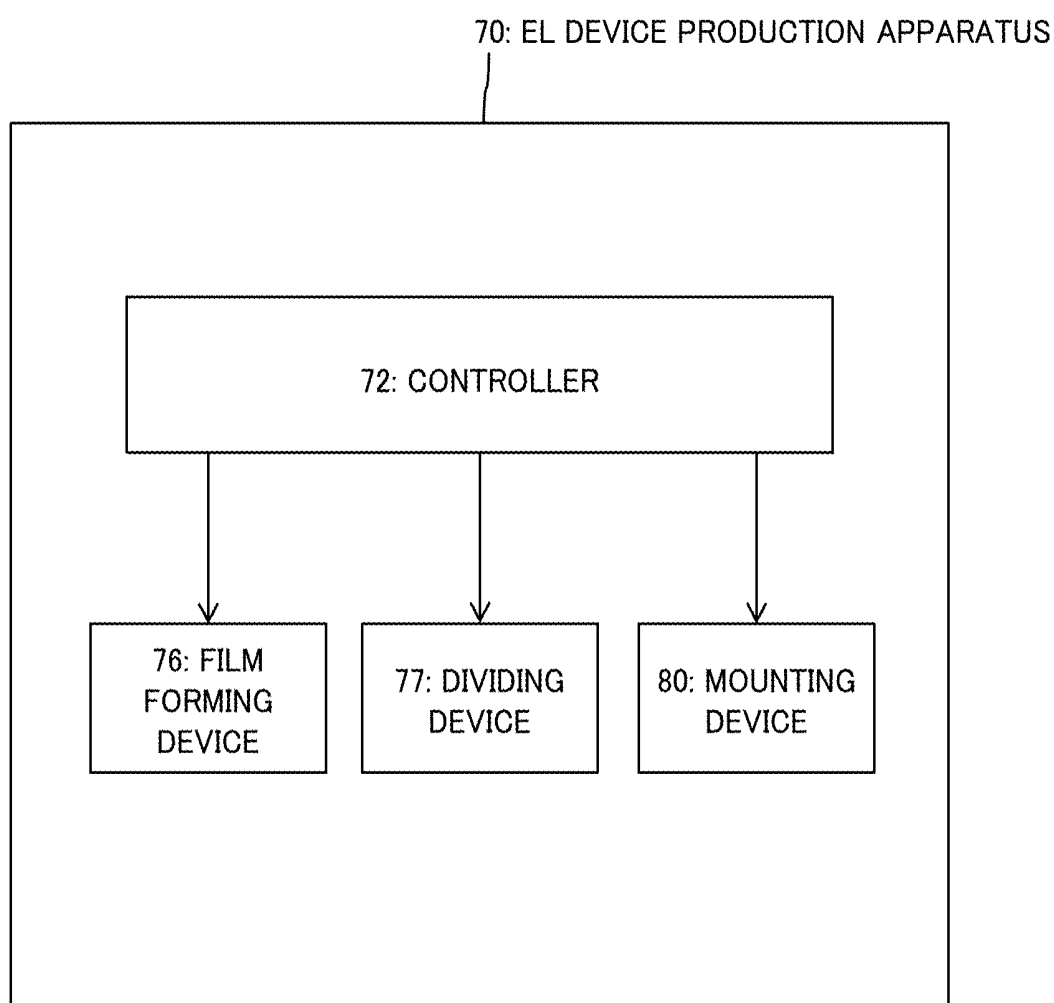 70: EL DEVICE PRODUCTION APPARATUS
72: CONTROLLER
76: FILM
FORMING
DEVICE
77: DIVIDING
DEVICE
80: MOUNTING
DEVICE